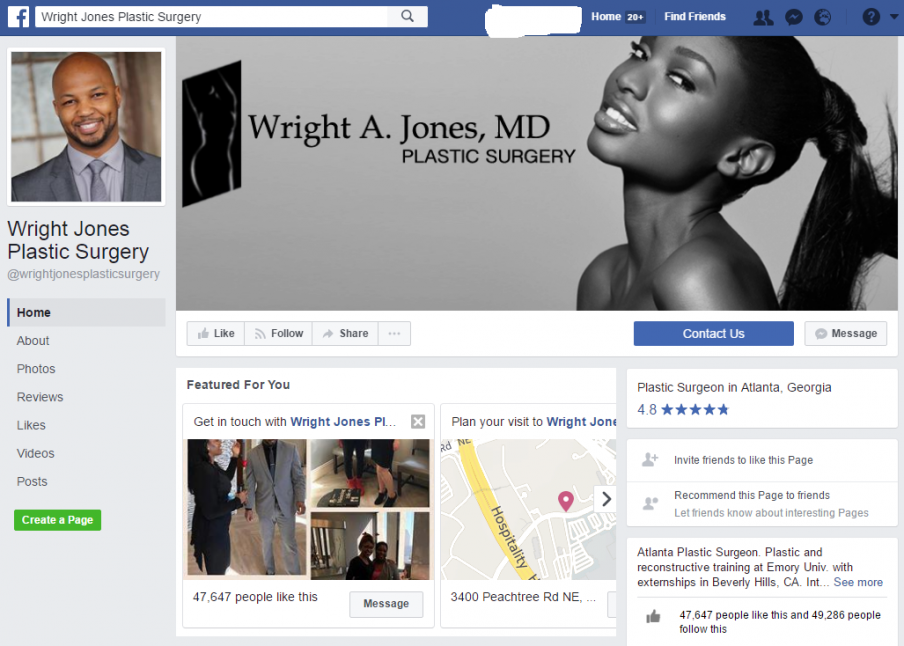 Wright Jones Plastic Surgery
Home 20+
Find Friends
Wright A. Jones, MD
PLASTIC SURGERY
Wright Jones
Plastic Surgery
@wrightjonesplasticsurgery
Home
About
Photos
Reviews
Likes
Videos
Posts
Create a Page
Like
Follow
Share
Contact Us
Message
Featured For You
Get in touch with Wright Jones Pl...
47,647 people like this
Message
Plan your visit to Wright Jone
Rd NE
Hospitality
3400 Peachtree Rd NE, ...
Plastic Surgeon in Atlanta, Georgia
4.8
Invite friends to like this Page
Recommend this Page to friends
Let friends know about interesting Pages
Atlanta Plastic Surgeon. Plastic and
reconstructive training at Emory Univ. with
externships in Beverly Hills, CA. Int... See more
47,647 people like this and 49,286 people
follow this